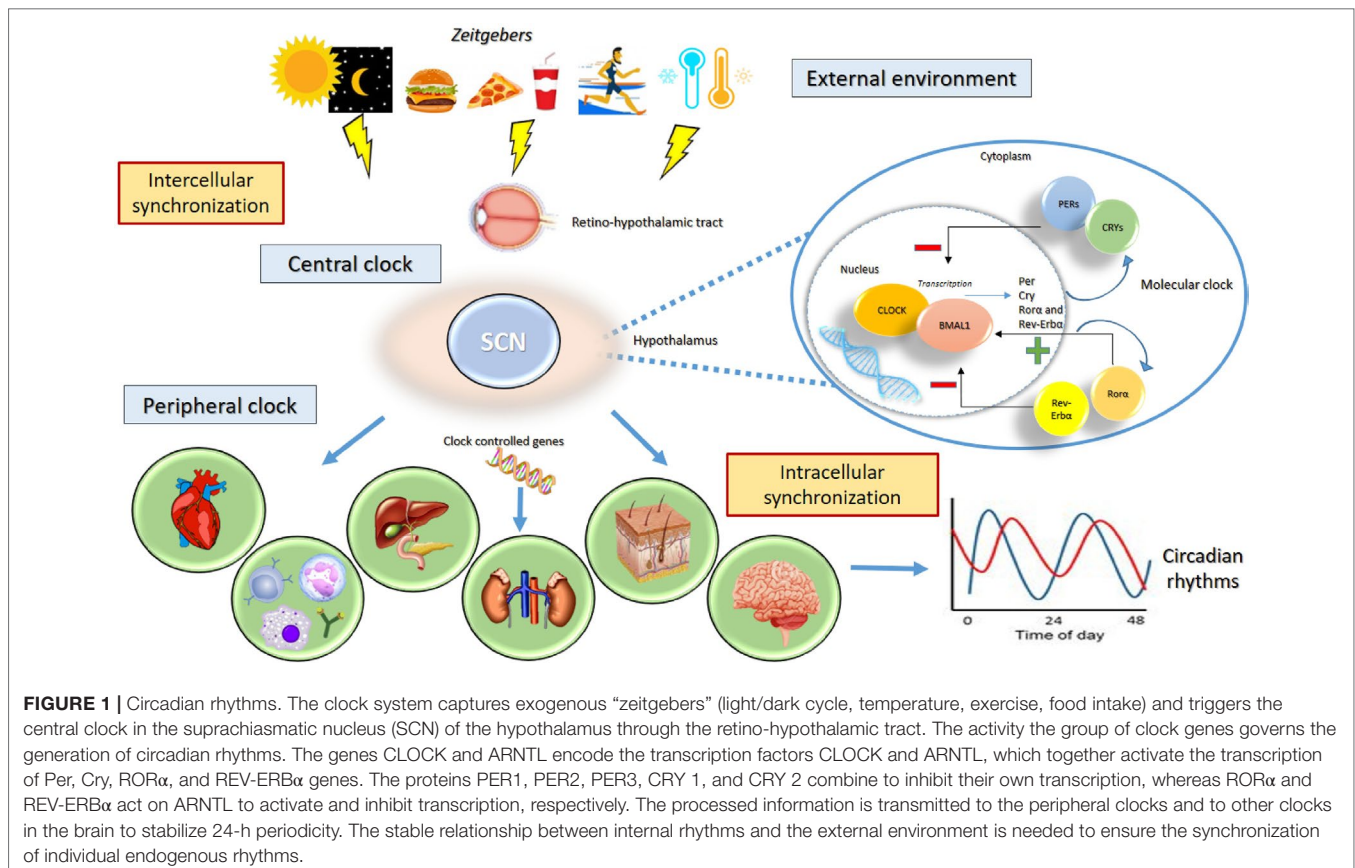 Zeitgebers
External environment
Intercellular
synchronization
Retino-hypothalamic tract
Central clock
SCN
Hypothalamus
Cytoplasm
PERs
CRYs
Nucleus
Transcritption
Per
Cry
Rorα and
Rev-Erbα
Molecular clock
CLOCK
BMAL1
Rev-
Erbα
Rorα
Peripheral clock
Clock controlled genes
Intracellular
synchronization
Circadian
rhythms
0 24 48
Time of day
FIGURE 1 | Circadian rhythms. The clock system captures exogenous “zeitgebers” (light/dark cycle, temperature, exercise, food intake) and triggers the
central clock in the suprachiasmatic nucleus (SCN) of the hypothalamus through the retino-hypothalamic tract. The activity the group of clock genes governs the
generation of circadian rhythms. The genes CLOCK and ARNTL encode the transcription factors CLOCK and ARNTL, which together activate the transcription
of Per, Cry, RORα, and REV-ERBα genes. The proteins PER1, PER2, PER3, CRY 1, and CRY 2 combine to inhibit their own transcription, whereas RORα and
REV-ERBα act on ARNTL to activate and inhibit transcription, respectively. The processed information is transmitted to the peripheral clocks and to other clocks
in the brain to stabilize 24-h periodicity. The stable relationship between internal rhythms and the external environment is needed to ensure the synchronization
of individual endogenous rhythms.